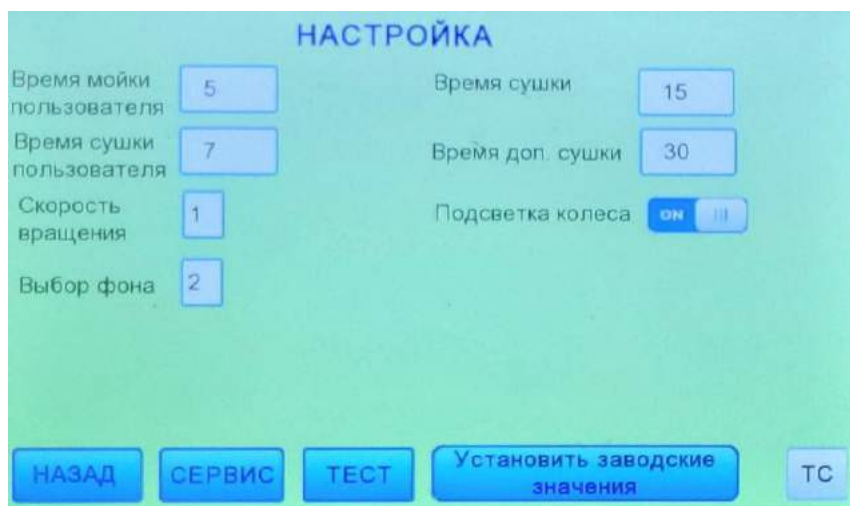 НАСТРОЙКА
Время мойки
пользователя
5
Время сушки
15
Время сушки
пользователя
7
Время доп. сушки
30
Скорость
вращения
1
Подсветка колеса
ON
Выбор фона
2
НАЗАД
СЕРВИС
ТЕСТ
Установить заводские
значения
ТС